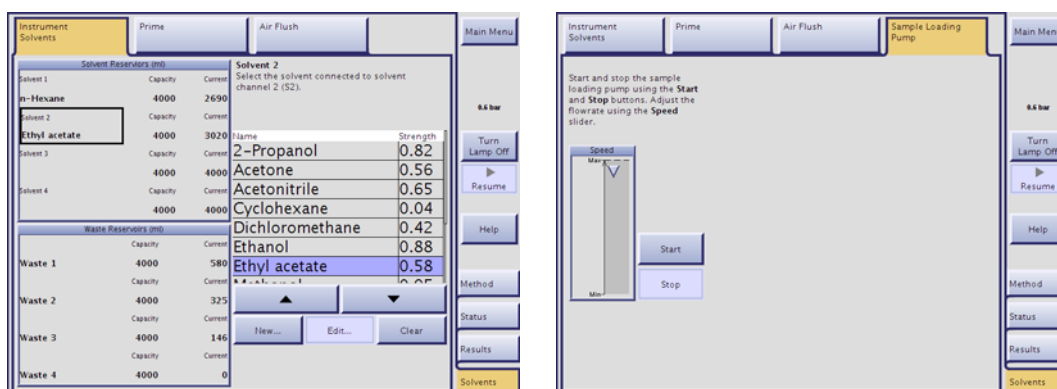 Instrument
Solvents
Prime
Air Flush
Main Menu
Solvent Reservoirs (ml)
Solvent 1 Capacity Current
n-Hexane 4000 2690
Solvent 2 Capacity Current
Ethyl acetate 4000 3020
Solvent 3 Capacity Current
4000 4000
Solvent 4 Capacity Current
4000 4000
Waste Reservoirs (ml)
Capacity Current
Waste 1 4000 580
Capacity Current
Waste 2 4000 325
Capacity Current
Waste 3 4000 146
Capacity Current
Waste 4 4000 0
Solvent 2
Select the solvent connected to solvent
channel 2 (S2).
Name Strength
2-Propanol 0.82
Acetone 0.56
Acetonitrile 0.65
Cyclohexane 0.04
Dichloromethane 0.42
Ethanol 0.88
Ethyl acetate 0.58
New... Edit... Clear
0.6 bar
Turn
Lamp Off
Resume
Help
Method
Status
Results
Solvents
Instrument
Solvents
Prime
Air Flush
Sample Loading
Pump
Main Men
Start and stop the sample
loading pump using the Start
and Stop buttons. Adjust the
flowrate using the Speed
slider.
Speed
Max
Min
Start
Stop
0.6 bar
Turn
Lamp Off
Resume
Help
Method
Status
Results
Solvents